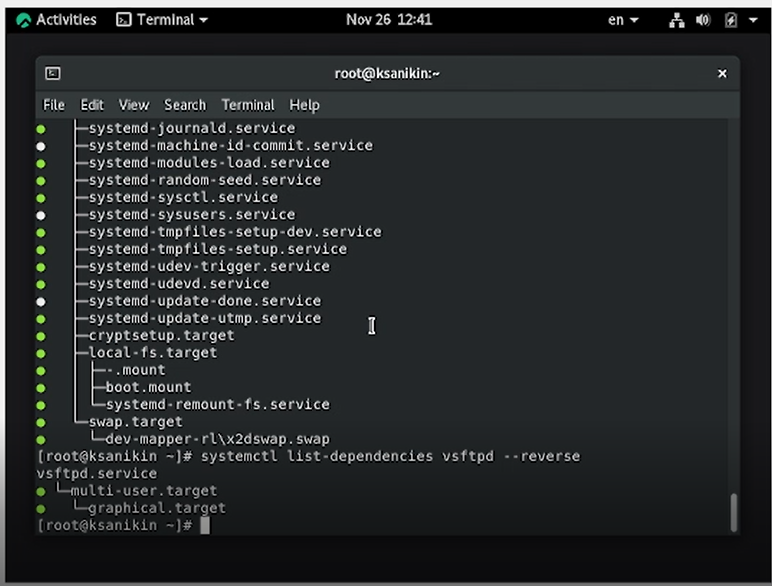 Activities Terminal Nov 26 12:41 en
root@ksanikin:~
File Edit View Search Terminal Help
● ├─systemd-journald.service
● ├─systemd-machine-id-commit.service
● ├─systemd-modules-load.service
● ├─systemd-random-seed.service
● ├─systemd-sysctl.service
● ├─systemd-sysusers.service
● ├─systemd-tmpfiles-setup-dev.service
● ├─systemd-tmpfiles-setup.service
● ├─systemd-udev-trigger.service
● ├─systemd-udevd.service
● ├─systemd-update-done.service
● ├─systemd-update-utmp.service
● ├─cryptsetup.target
● ├─local-fs.target
● │ ├─-.mount
● │ ├─boot.mount
● │ └─systemd-remount-fs.service
● └─swap.target
● └─dev-mapper-rl\x2dswap.swap
[root@ksanikin ~]# systemctl list-dependencies vsftpd --reverse
vsftpd.service
● └─multi-user.target
● └─graphical.target
[root@ksanikin ~]#